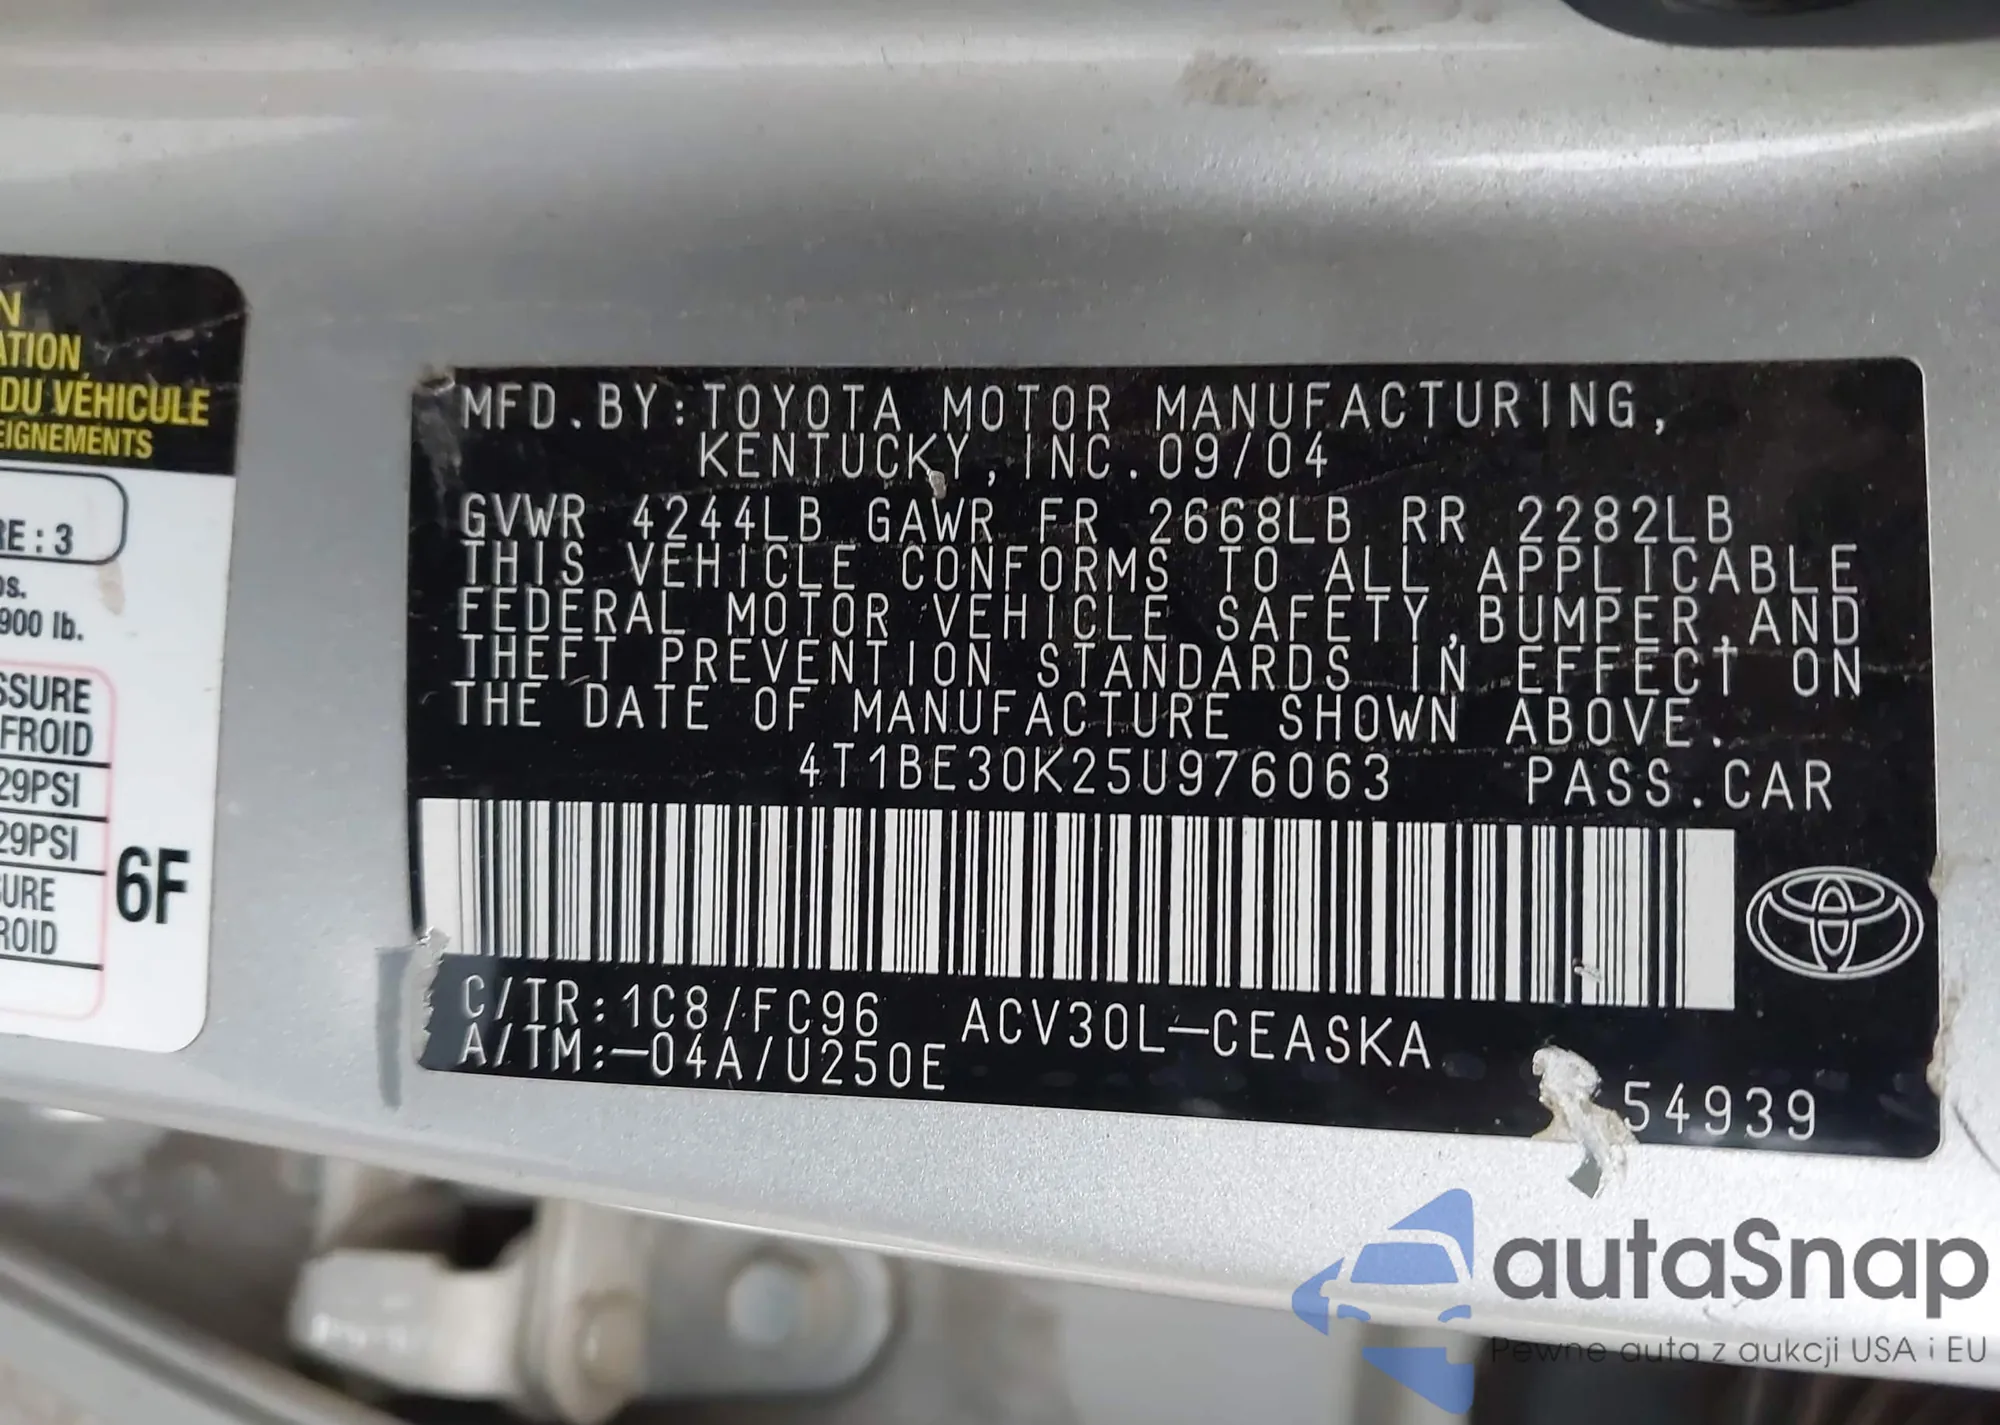 N
ATION
DU VÉHICULE
EIGNEMENTS
RE : 3
os.
900 lb.
SSURE
FROID
29PSI
29PSI
URE
ROID
6F
MFD.BY:TOYOTA MOTOR MANUFACTURING,
KENTUCKY,INC.09/04
GVWR 4244LB GAWR FR 2668LB RR 2282LB
THIS VEHICLE CONFORMS TO ALL APPLICABLE
FEDERAL MOTOR VEHICLE SAFETY,BUMPER,AND
THEFT PREVENTION STANDARDS IN EFFECT ON
THE DATE OF MANUFACTURE SHOWN ABOVE.
4T1BE30K25U976063 PASS.CAR
C/TR:1C8/FC96 ACV30L-CEASKA
A/TM:-04A/U250E
54939
autaSnap
Pewne auta z aukcji USA i EU